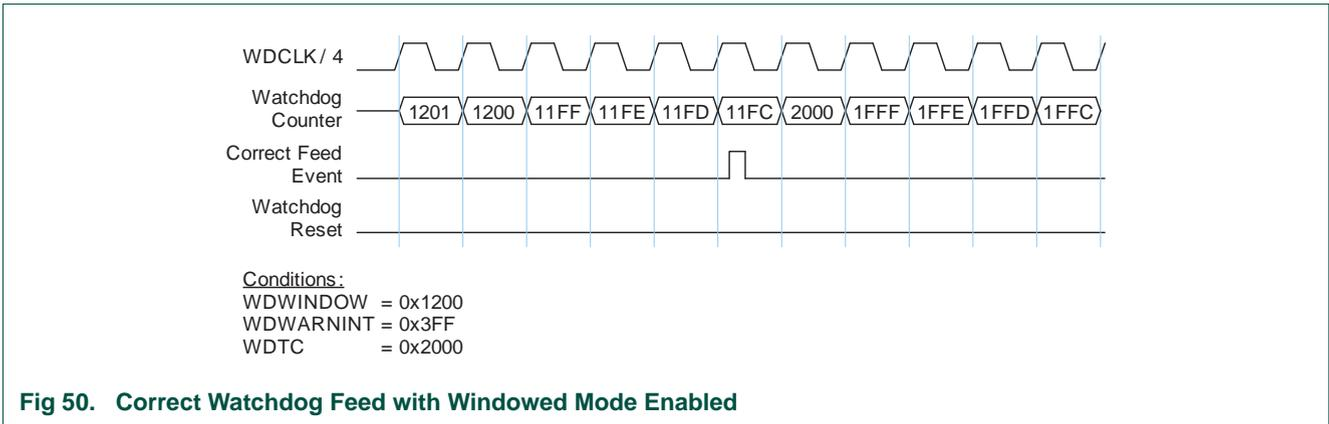 WDCLK / 4
Watchdog
Counter
1201 1200 11FF 11FE 11FD 11FC 2000 1FFF 1FFE 1FFD 1FFC
Correct Feed
Event
Watchdog
Reset
Conditions:
WDWINDOW = 0x1200
WDWARNINT = 0x3FF
WDTC = 0x2000
Fig 50. Correct Watchdog Feed with Windowed Mode Enabled